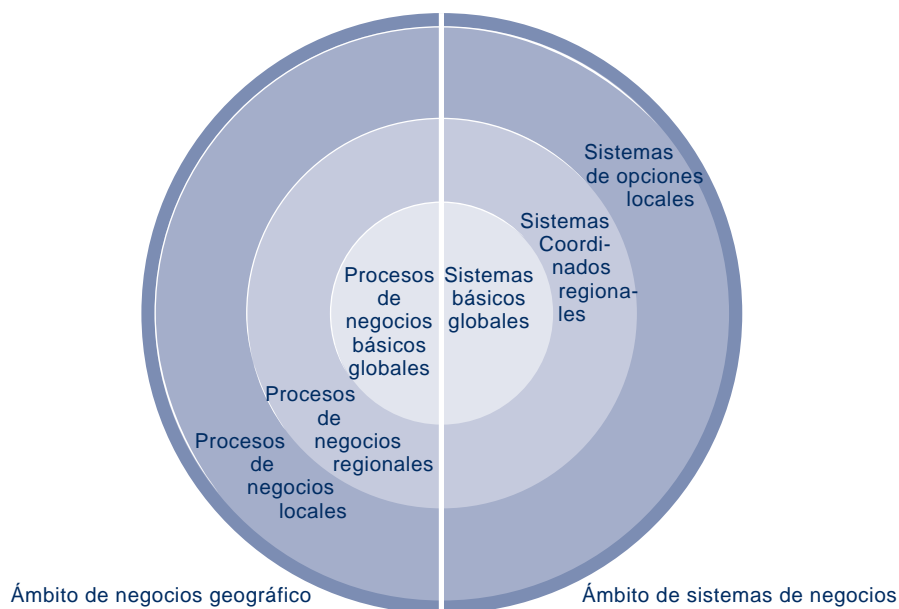 Sistemas
de opciones
locales
Sistemas
Coordi-
nados
regiona-
les
Procesos
de
negocios
básicos
globales
Sistemas
básicos
globales
Procesos
de
negocios
regionales
Procesos
de
negocios
locales
Ámbito de negocios geográfico
Ámbito de sistemas de negocios